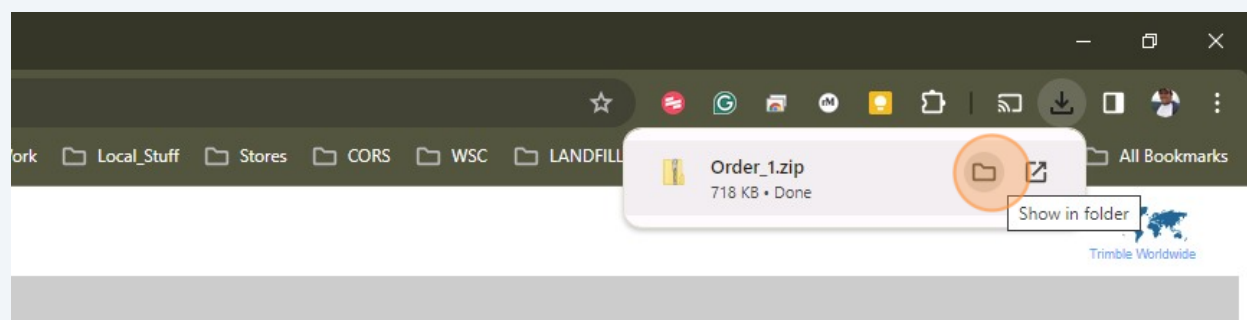 ork Local_Stuff Stores CORS WSC LANDFILL All Bookmarks
Order_1.zip
718 KB • Done
Show in folder
Trimble Worldwide